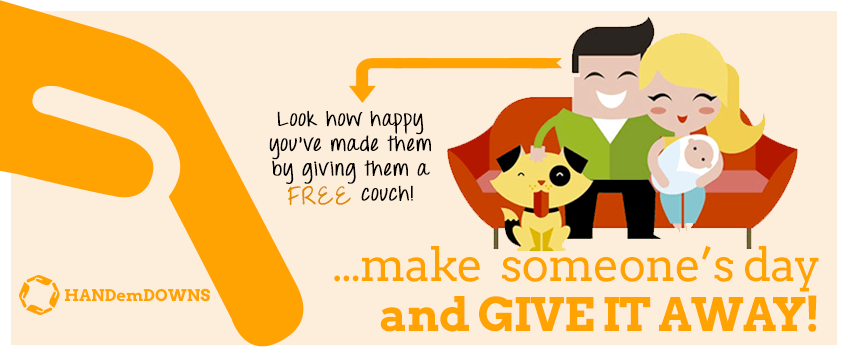 Look how happy
you've made them
by giving them a
FREE couch!
...make someone's day
and GIVE IT AWAY!
HANDemDOWNS